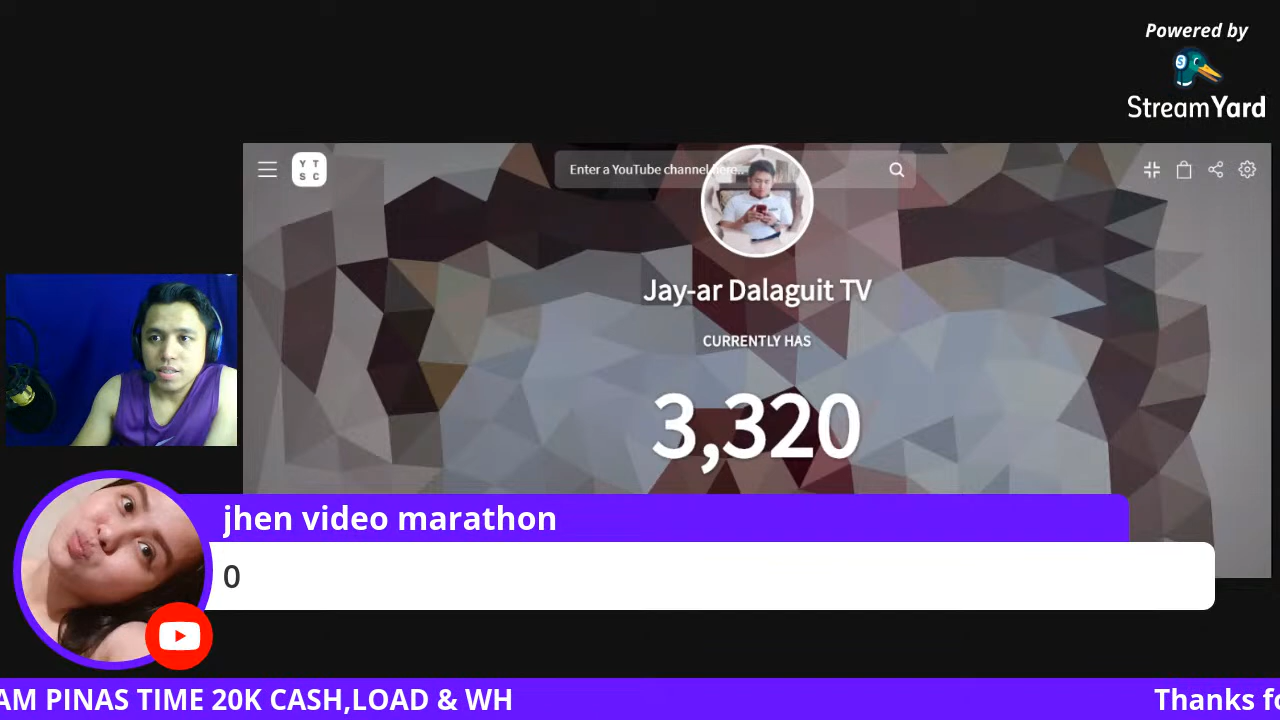 Powered by
StreamYard
Y T
S C
Enter a YouTube channel here...
Jay-ar Dalaguit TV
CURRENTLY HAS
3,320
jhen video marathon
0
AM PINAS TIME 20K CASH,LOAD & WH
Thanks fo